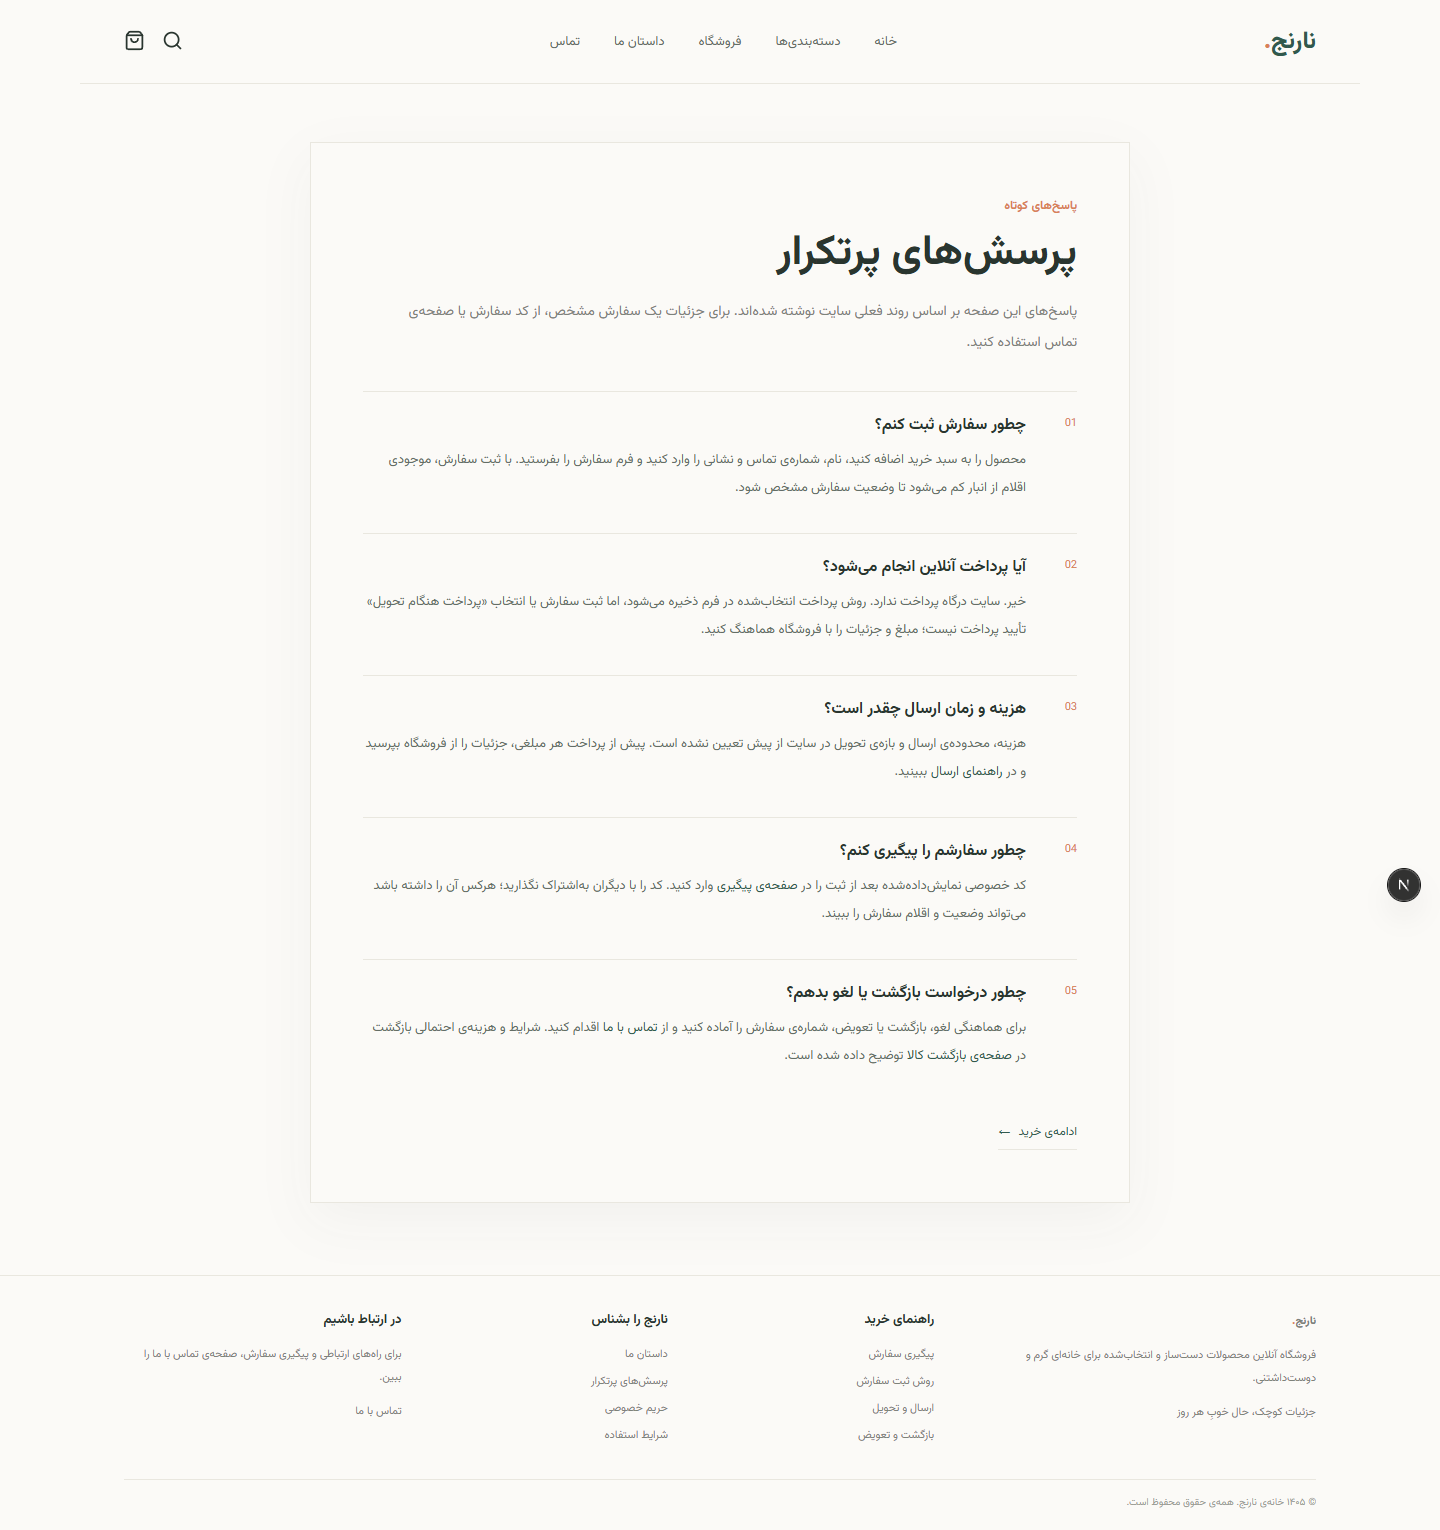 نارنج.
خانه
دسته‌بندی‌ها
فروشگاه
داستان ما
تماس
پاسخ‌های کوتاه
پرسش‌های پرتکرار
پاسخ‌های این صفحه بر اساس روند فعلی سایت نوشته شده‌اند. برای جزئیات یک سفارش مشخص، از کد سفارش یا صفحه‌ی
تماس استفاده کنید.
01
چطور سفارش ثبت کنم؟
محصول را به سبد خرید اضافه کنید، نام، شماره‌ی تماس و نشانی را وارد کنید و فرم سفارش را بفرستید. با ثبت سفارش، موجودی
اقلام از انبار کم می‌شود تا وضعیت سفارش مشخص شود.
02
آیا پرداخت آنلاین انجام می‌شود؟
خیر. سایت درگاه پرداخت ندارد. روش پرداخت انتخاب‌شده در فرم ذخیره می‌شود، اما ثبت سفارش یا انتخاب «پرداخت هنگام تحویل»
تأیید پرداخت نیست؛ مبلغ و جزئیات را با فروشگاه هماهنگ کنید.
03
هزینه و زمان ارسال چقدر است؟
هزینه، محدوده‌ی ارسال و بازه‌ی تحویل در سایت از پیش تعیین نشده است. پیش از پرداخت هر مبلغی، جزئیات را از فروشگاه بپرسید
و در راهنمای ارسال ببینید.
04
چطور سفارشم را پیگیری کنم؟
کد خصوصی نمایش‌داده‌شده بعد از ثبت را در صفحه‌ی پیگیری وارد کنید. کد را با دیگران به‌اشتراک نگذارید؛ هرکس آن را داشته باشد
می‌تواند وضعیت و اقلام سفارش را ببیند.
05
چطور درخواست بازگشت یا لغو بدهم؟
برای هماهنگی لغو، بازگشت یا تعویض، شماره‌ی سفارش را آماده کنید و از تماس با ما اقدام کنید. شرایط و هزینه‌ی احتمالی بازگشت
در صفحه‌ی بازگشت کالا توضیح داده شده است.
ادامه‌ی خرید ←
نارنج.
فروشگاه آنلاین محصولات دست‌ساز و انتخاب‌شده برای خانه‌ای گرم و
دوست‌داشتنی.
جزئیات کوچک، حال خوبِ هر روز
راهنمای خرید
پیگیری سفارش
روش ثبت سفارش
ارسال و تحویل
بازگشت و تعویض
نارنج را بشناس
داستان ما
پرسش‌های پرتکرار
حریم خصوصی
شرایط استفاده
در ارتباط باشیم
برای راه‌های ارتباطی و پیگیری سفارش، صفحه‌ی تماس با ما را
ببین.
تماس با ما
© ۱۴۰۵ خانه‌ی نارنج. همه‌ی حقوق محفوظ است.